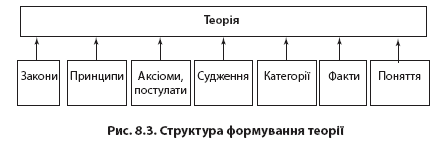 Теорія
Закони Принципи Аксіоми, постулати Судження Категорії Факти Поняття
Рис. 8.3. Структура формування теорії